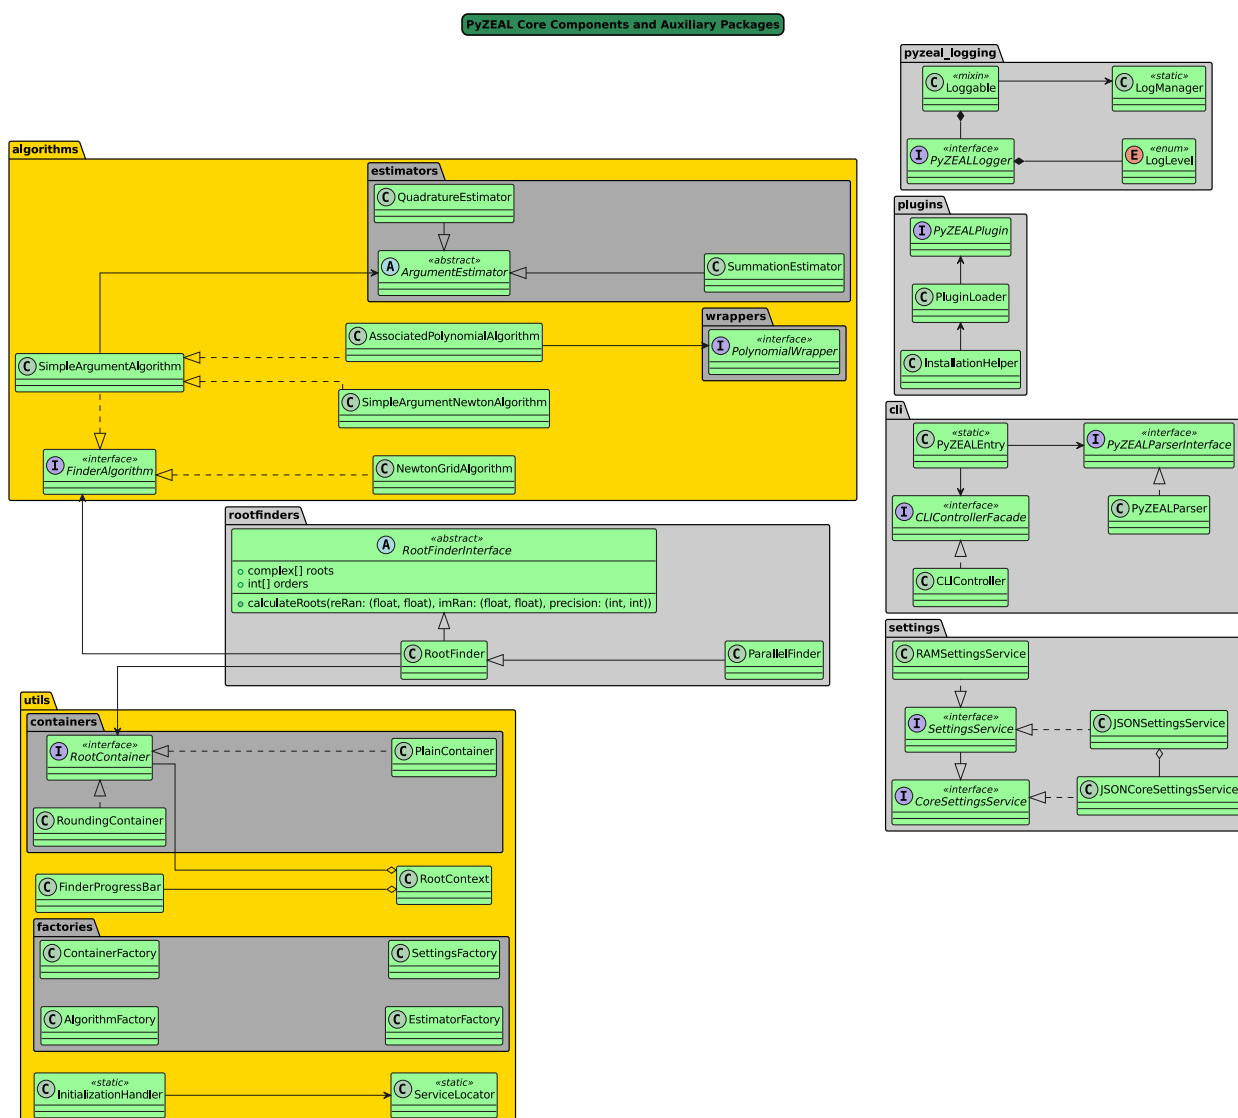 PyZEAL Core Components and Auxiliary Packages
pyzeal_logging
C «mixin»
Loggable
C «static»
LogManager
I «interface»
PyZEALLogger
E «enum»
LogLevel
algorithms
estimators
C QuadratureEstimator
A «abstract»
ArgumentEstimator
C SummationEstimator
wrappers
C AssociatedPolynomialAlgorithm
I «interface»
PolynomialWrapper
C SimpleArgumentAlgorithm
C SimpleArgumentNewtonAlgorithm
I «interface»
FinderAlgorithm
C NewtonGridAlgorithm
plugins
I PyZEALPlugin
C PluginLoader
C InstallationHelper
cli
C «static»
PyZEALEntry
I «interface»
PyZEALParserInterface
I «interface»
CLIControllerFacade
C PyZEALParser
C CLIController
rootfinders
A «abstract»
RootFinderInterface
complex[] roots
int[] orders
calculateRoots(reRan: (float, float), imRan: (float, float), precision: (int, int))
C RootFinder
C ParallelFinder
settings
C RAMSettingsService
I «interface»
SettingsService
C JSONSettingsService
I «interface»
CoreSettingsService
C JSONCoreSettingsService
utils
containers
I «interface»
RootContainer
C PlainContainer
C RoundingContainer
C FinderProgressBar
C RootContext
factories
C ContainerFactory
C SettingsFactory
C AlgorithmFactory
C EstimatorFactory
C «static»
InitializationHandler
C «static»
ServiceLocator